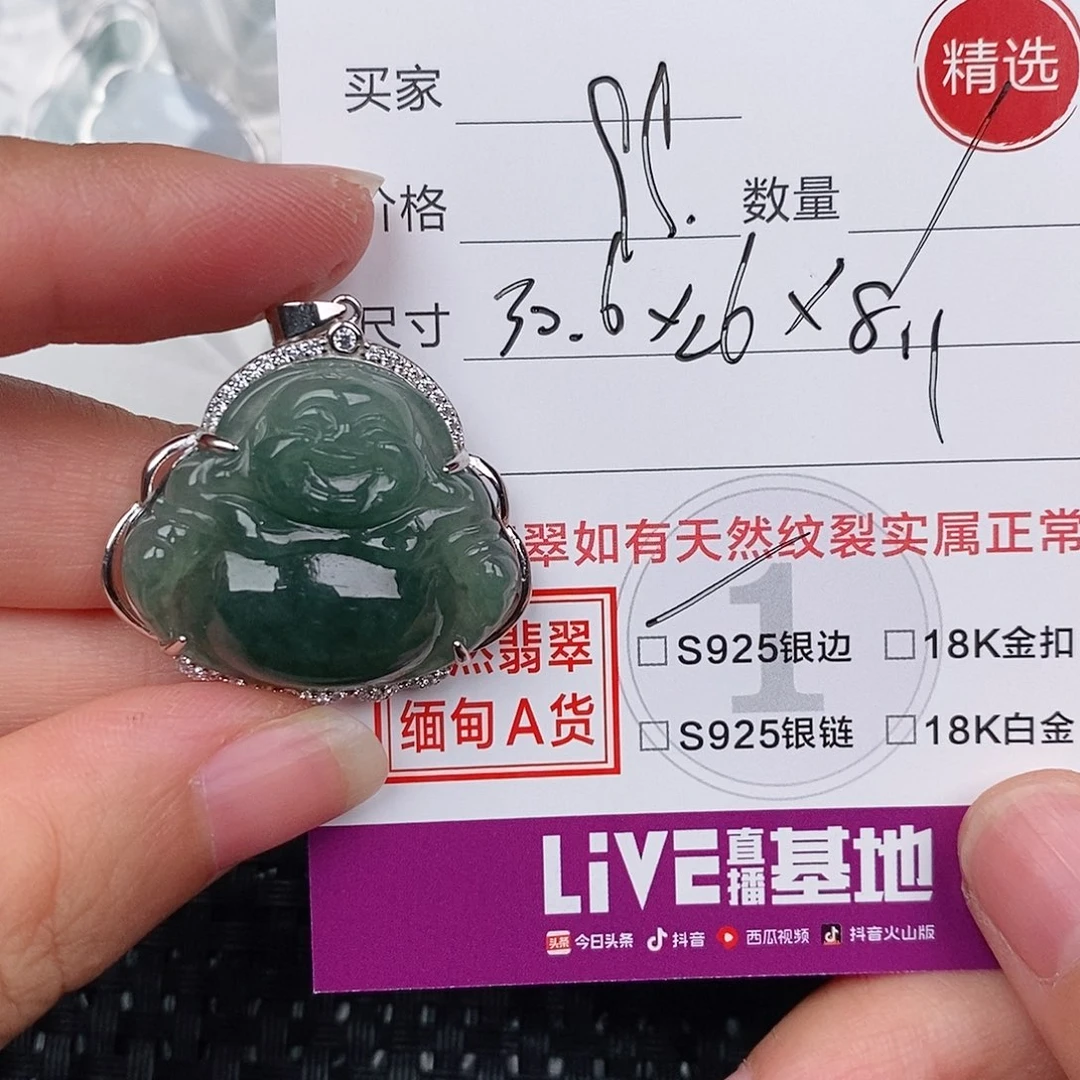 精选
买家
价格 数量
尺寸 30.6×26×8.11
翠如有天然纹裂实属正常
然翡翠
缅甸A货
1
S925银边 18K金扣
S925银链 18K白金
LiVE直播基地
头条 今日头条 抖音 西瓜视频 抖音火山版